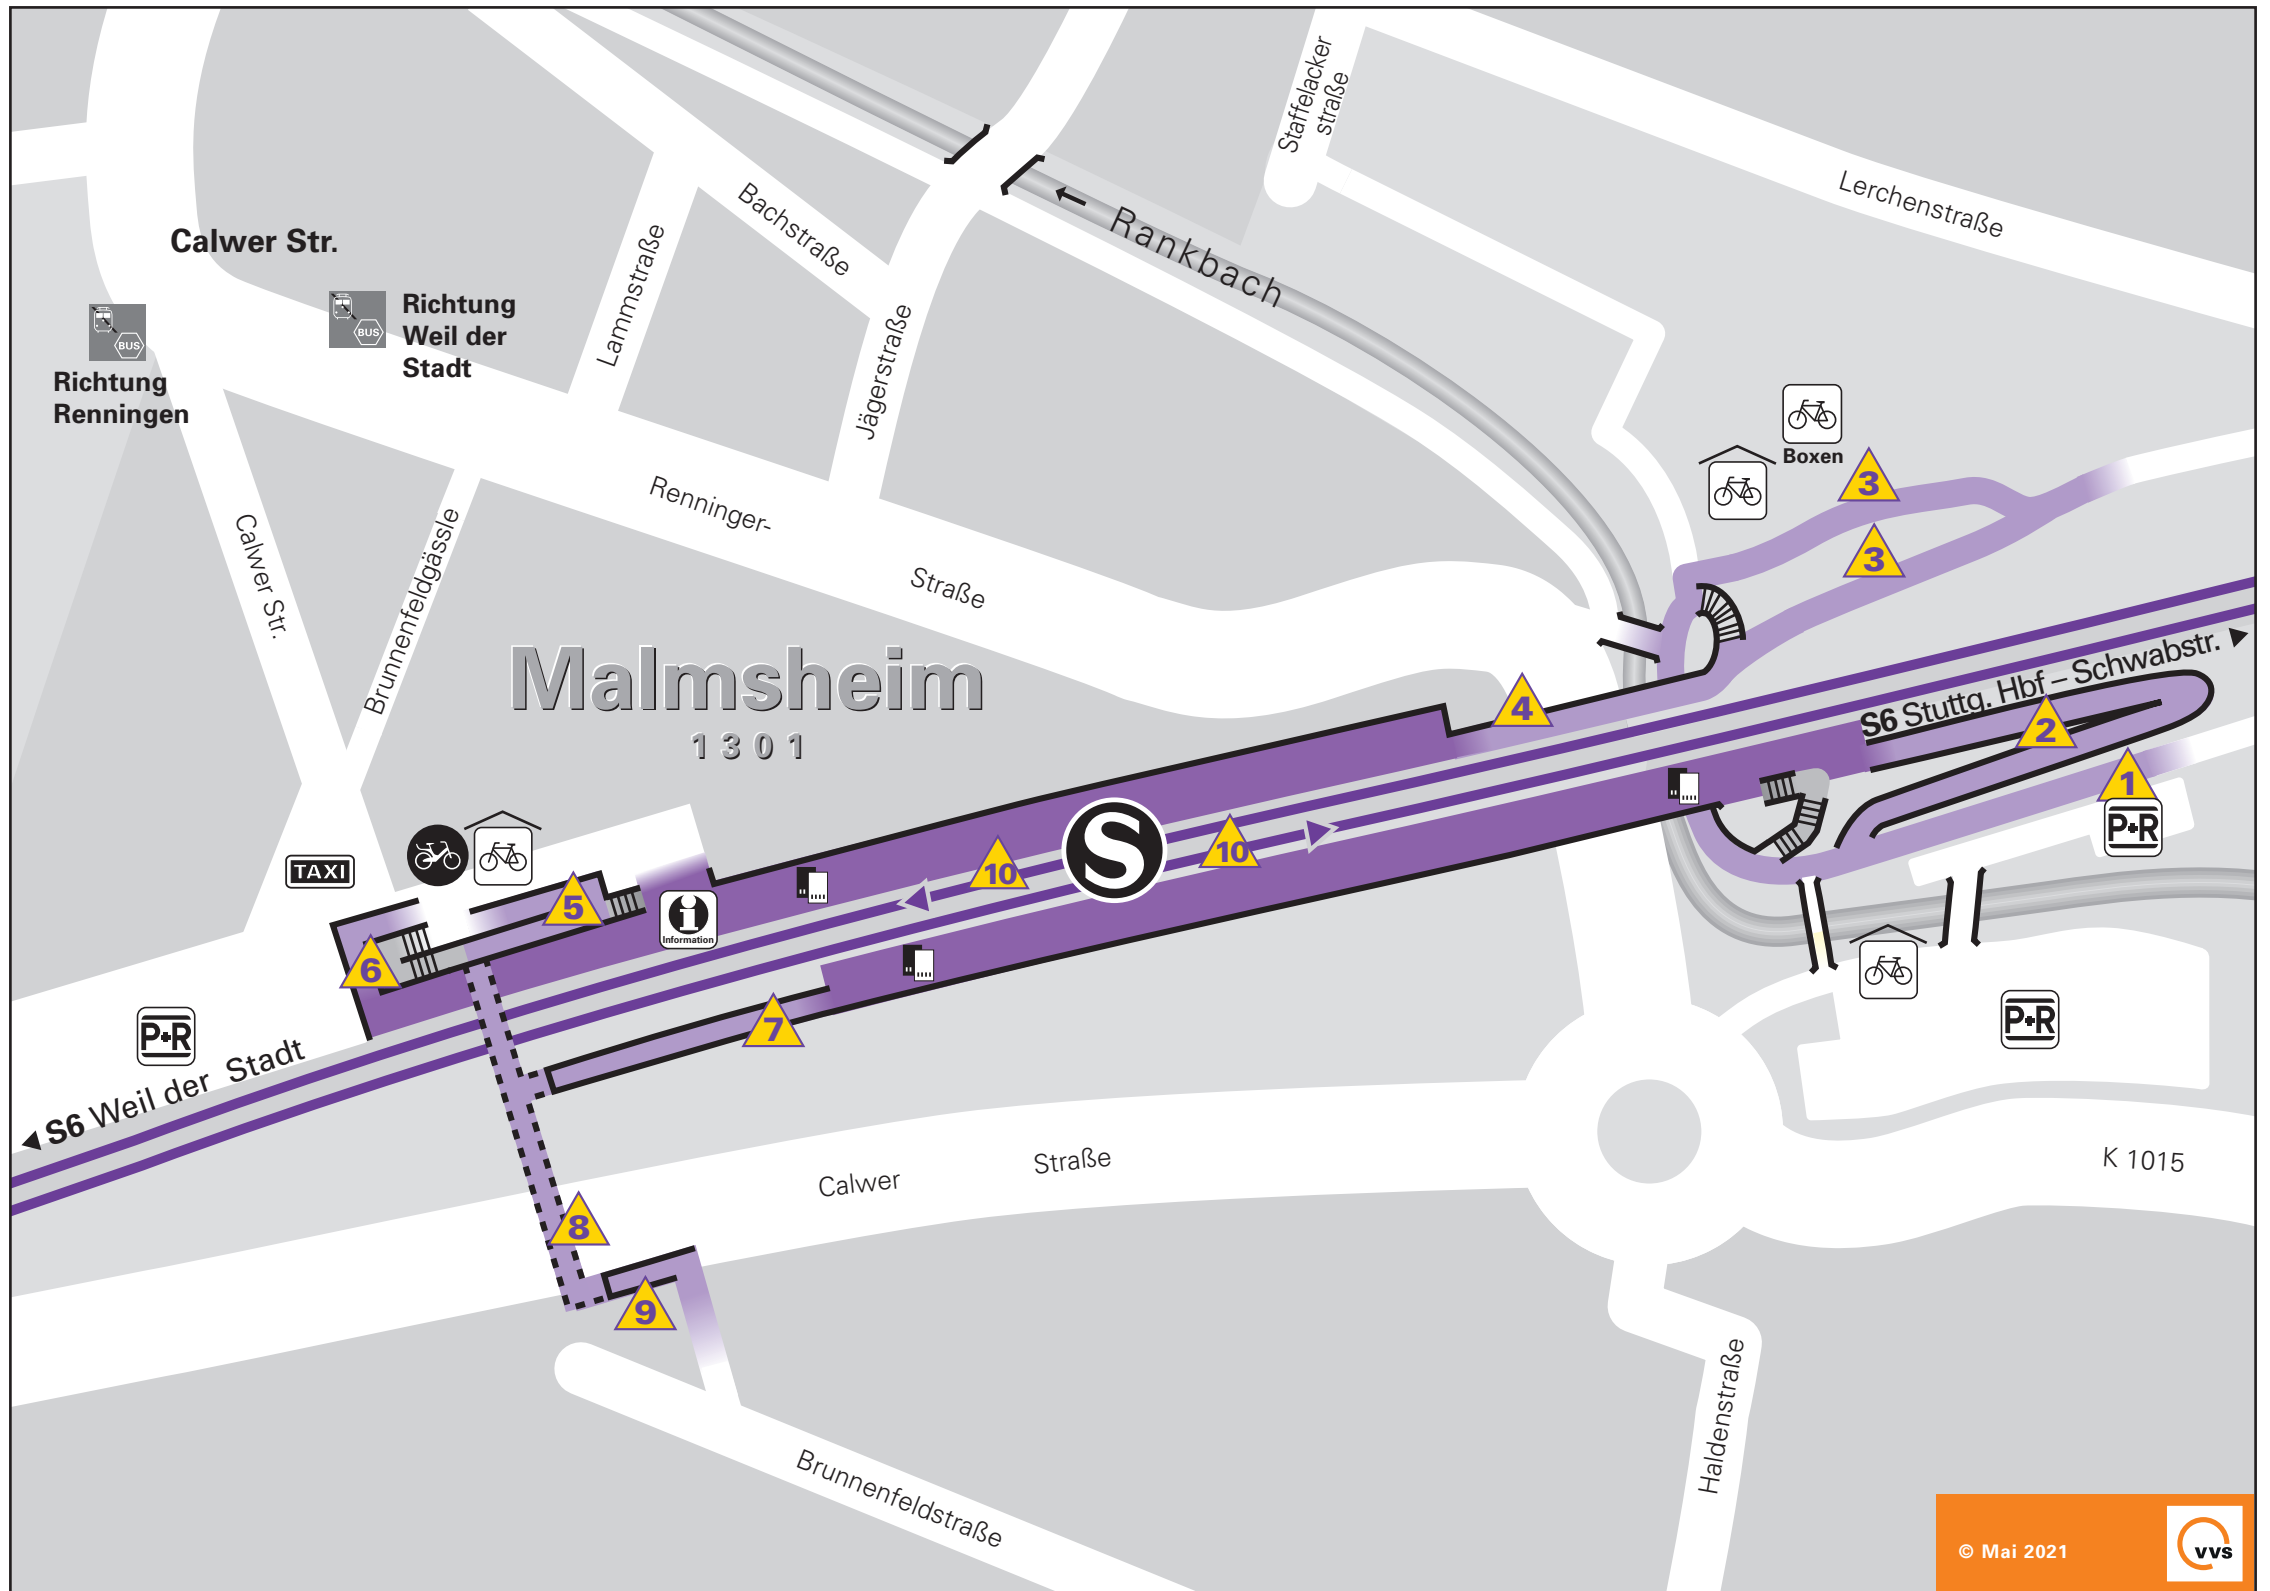 Staffelacker
straße
Lerchenstraße
Calwer Str.
Bachstraße
Rankbach
Lammstraße
Richtung
Weil der
Stadt
BUS
BUS
Richtung
Renningen
Jägerstraße
Boxen
3
3
Renninger-
Straße
Calwer Str.
Brunnenfeldgässle
Malmsheim
1301
S6 Stuttg. Hbf – Schwabstr.
4
2
1
P+R
S
10
10
TAXI
5
i
Information
6
7
P+R
P+R
S6 Weil der Stadt
8
9
Calwer
Straße
K 1015
Haldenstraße
Brunnenfeldstraße
© Mai 2021
vvs